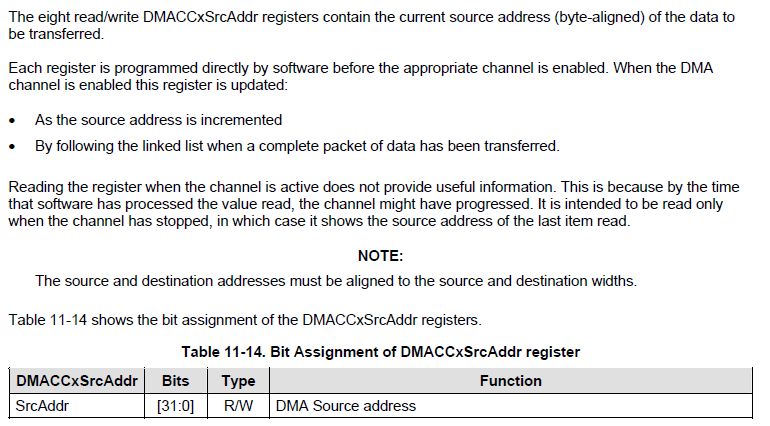 The eight read/write DMACCxSrcAddr registers contain the current source address (byte-aligned) of the data to
be transferred.
Each register is programmed directly by software before the appropriate channel is enabled. When the DMA
channel is enabled this register is updated:
• As the source address is incremented
• By following the linked list when a complete packet of data has been transferred.
Reading the register when the channel is active does not provide useful information. This is because by the time
that software has processed the value read, the channel might have progressed. It is intended to be read only
when the channel has stopped, in which case it shows the source address of the last item read.
NOTE:
The source and destination addresses must be aligned to the source and destination widths.
Table 11-14 shows the bit assignment of the DMACCxSrcAddr registers.
Table 11-14. Bit Assignment of DMACCxSrcAddr register
DMACCxSrcAddr Bits Type Function
SrcAddr [31:0] R/W DMA Source address